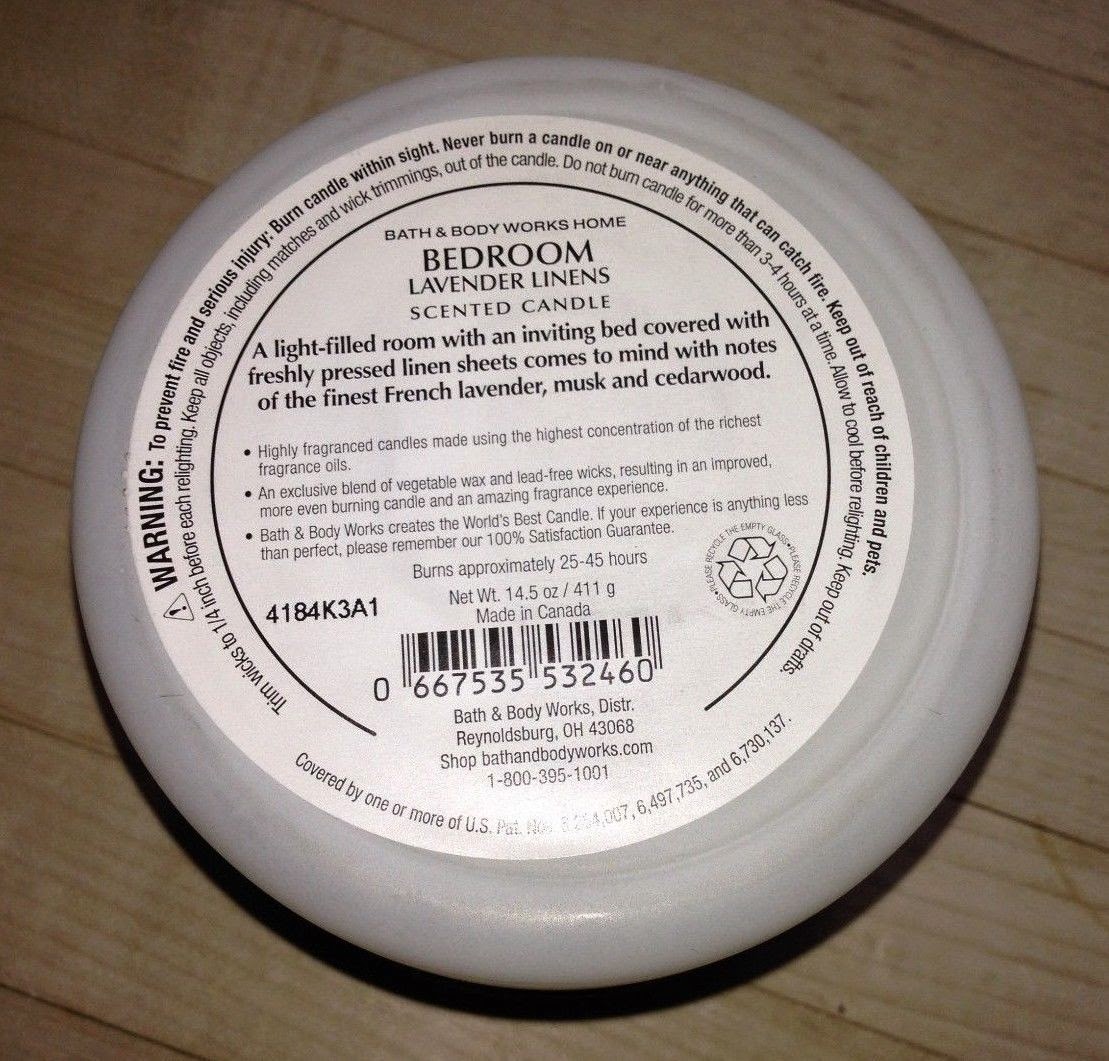 WARNING: To prevent fire and serious injury: Burn candle within sight. Never burn a candle on or near anything that can catch fire. Keep out of reach of children and pets.
Trim wicks to 1/4 inch before each relighting. Keep all objects, including matches and wick trimmings, out of the candle. Do not burn candle for more than 3-4 hours at a time. Allow to cool before relighting. Keep out of drafts.
BATH & BODY WORKS HOME
BEDROOM
LAVENDER LINENS
SCENTED CANDLE
A light-filled room with an inviting bed covered with
freshly pressed linen sheets comes to mind with notes
of the finest French lavender, musk and cedarwood.
• Highly fragranced candles made using the highest concentration of the richest
fragrance oils.
• An exclusive blend of vegetable wax and lead-free wicks, resulting in an improved,
more even burning candle and an amazing fragrance experience.
• Bath & Body Works creates the World's Best Candle. If your experience is anything less
than perfect, please remember our 100% Satisfaction Guarantee.
PLEASE RECYCLE THE EMPTY GLASS • PLEASE RECYCLE THE EMPTY GLASS •
Burns approximately 25-45 hours
4184K3A1
Net Wt. 14.5 oz / 411 g
Made in Canada
0 667535 532460
Bath & Body Works, Distr.
Reynoldsburg, OH 43068
Shop bathandbodyworks.com
1-800-395-1001
Covered by one or more of U.S. Pat. Nos. 6,497,735, and 6,730,137.